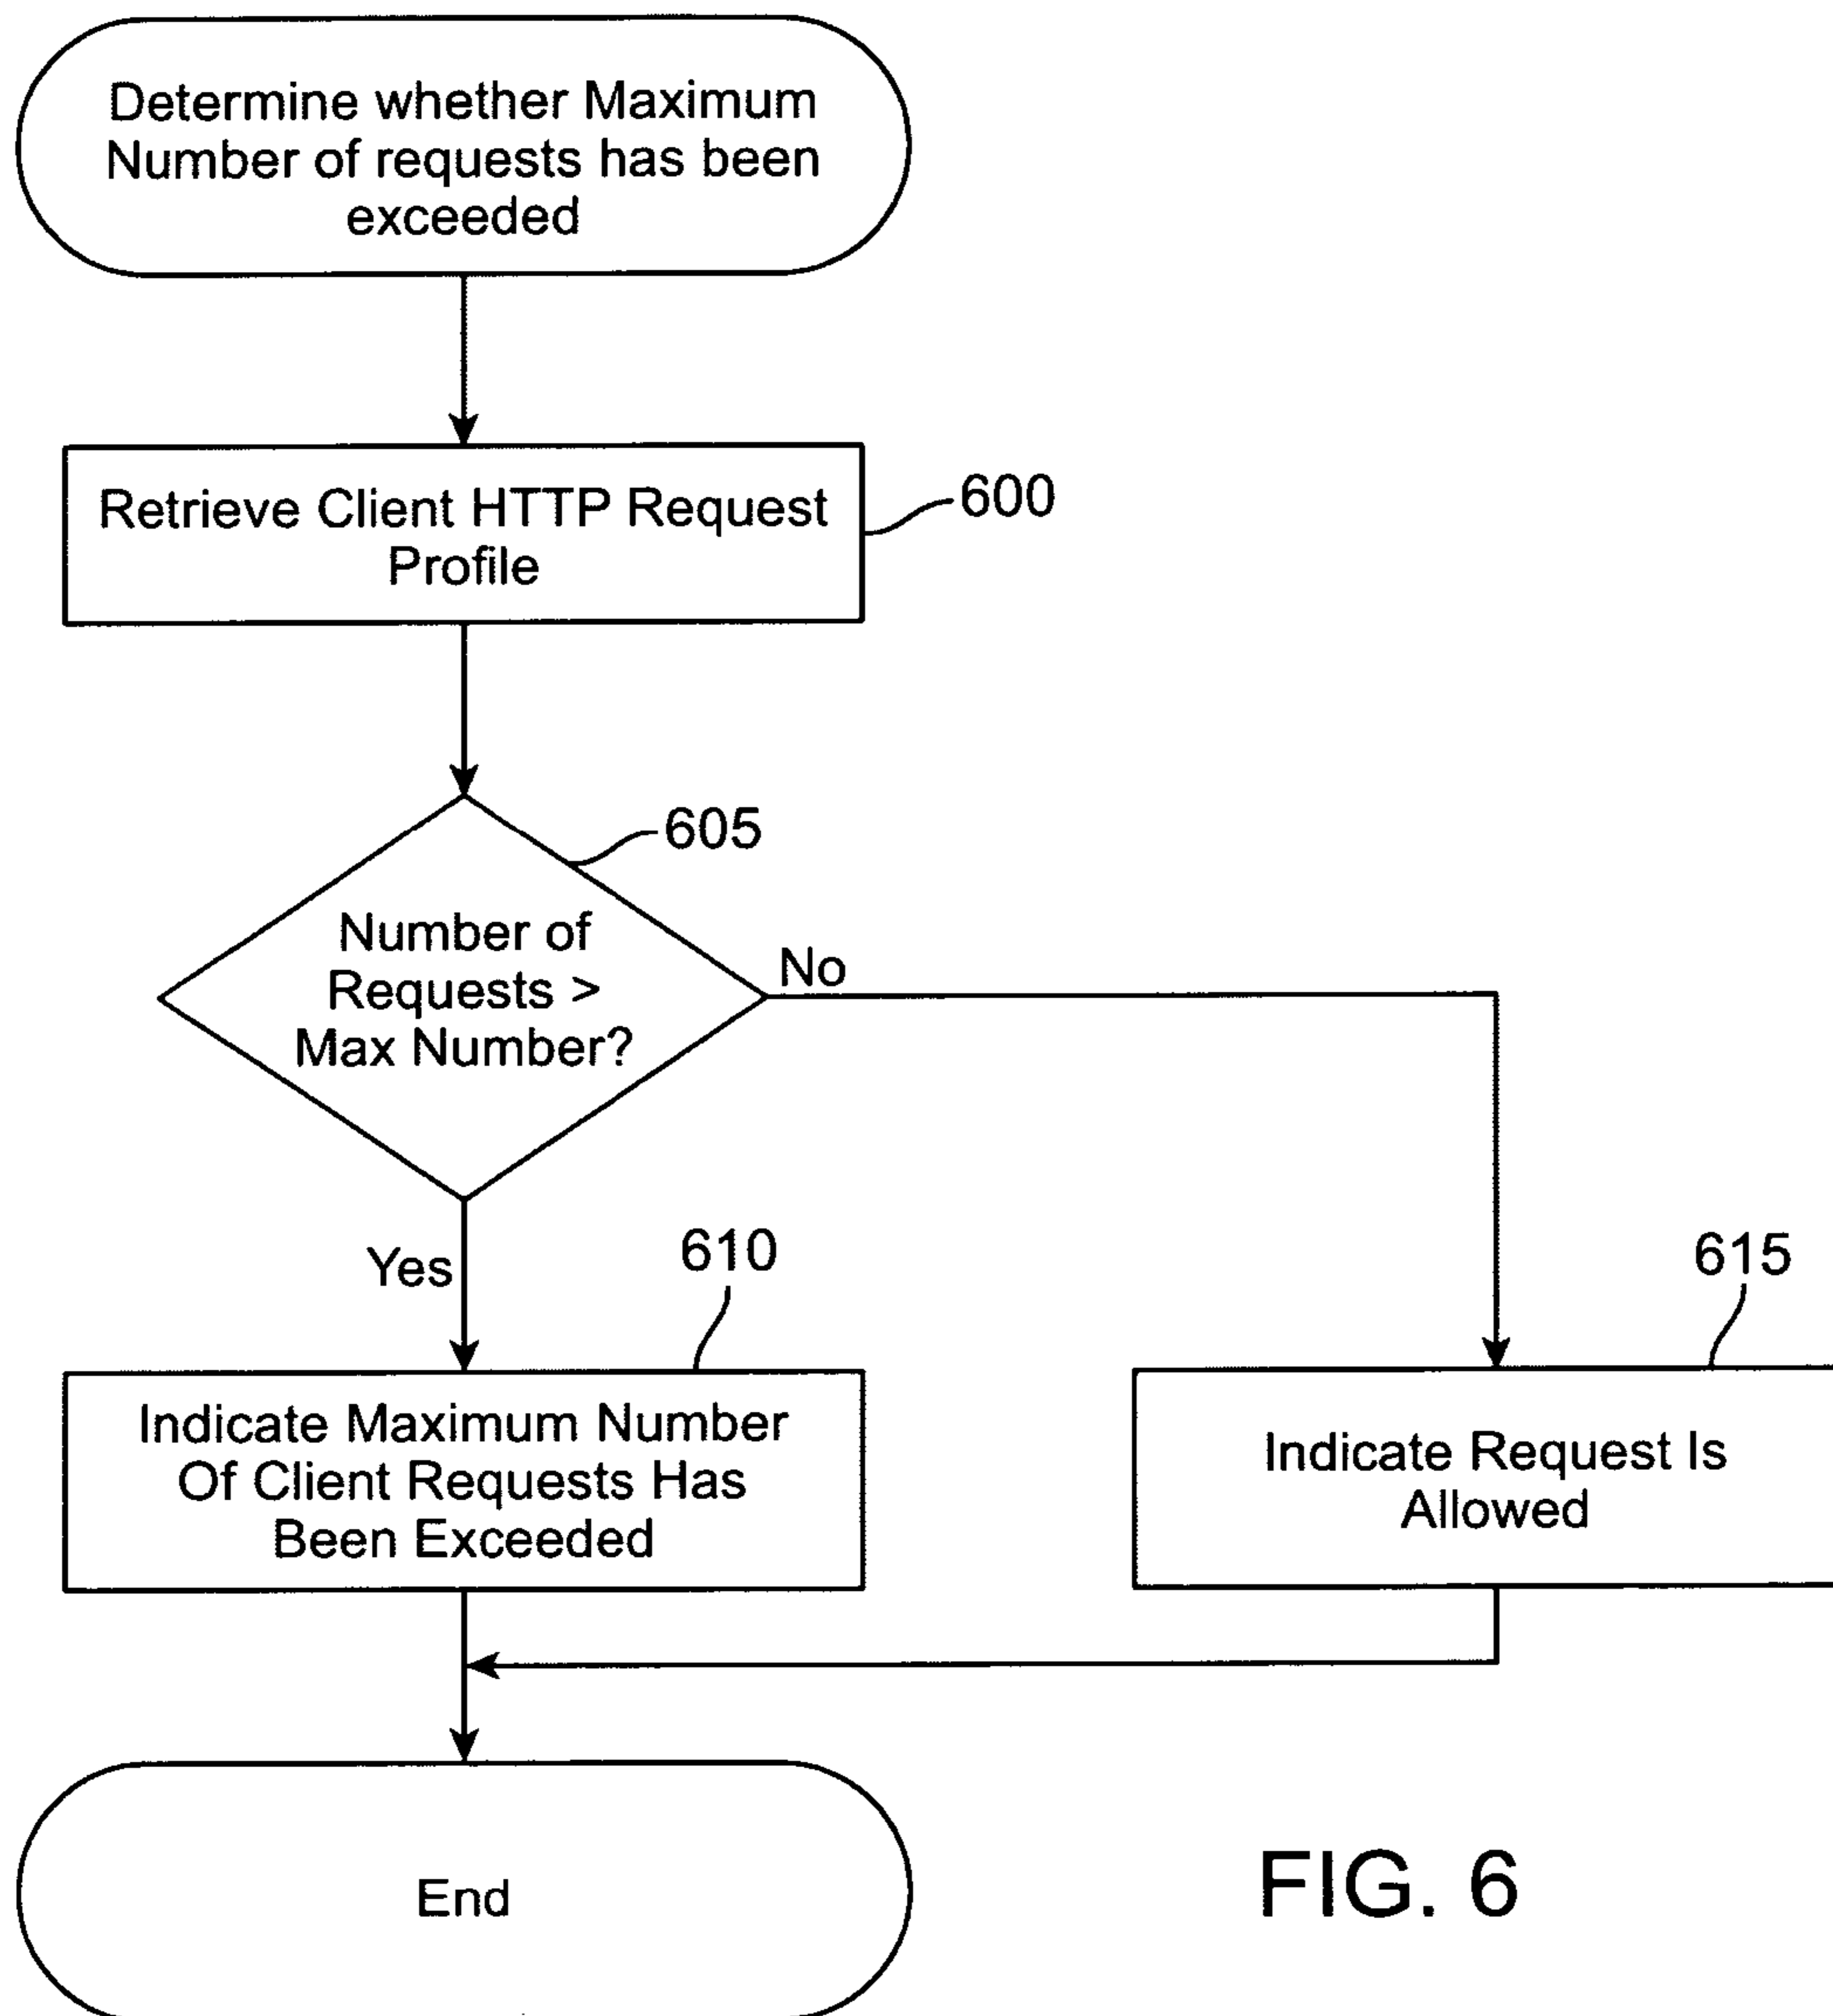 Determine whether Maximum
Number of requests has been
exceeded
Retrieve Client HTTP Request
Profile
600
605
Number of
Requests >
Max Number?
No
Yes
610
615
Indicate Maximum Number
Of Client Requests Has
Been Exceeded
Indicate Request Is
Allowed
End
FIG. 6